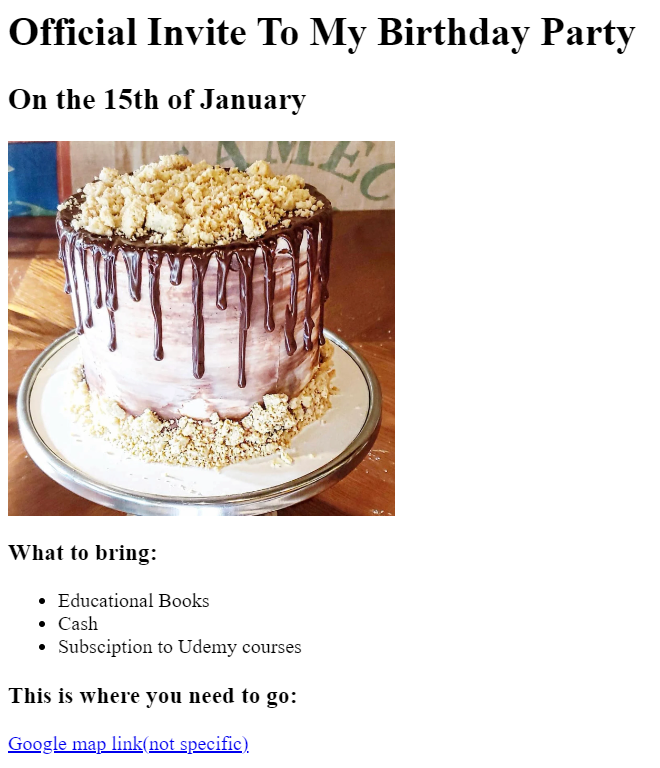 Official Invite To My Birthday Party
On the 15th of January
What to bring:
Educational Books
Cash
Subsciption to Udemy courses
This is where you need to go:
Google map link(not specific)